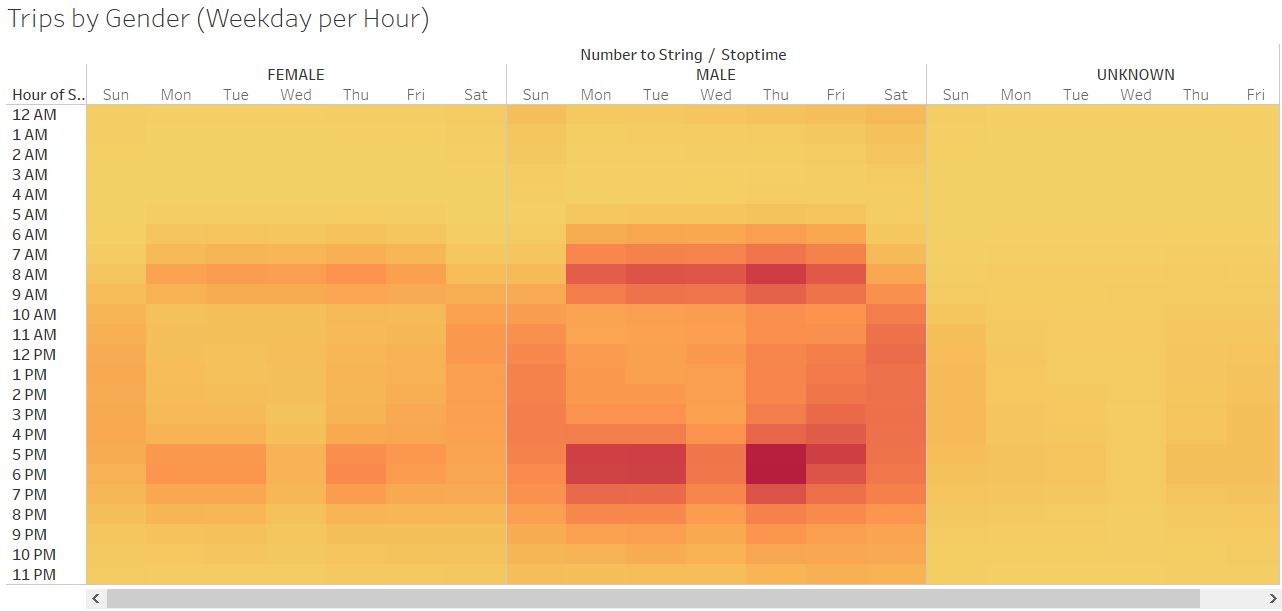 Trips by Gender (Weekday per Hour)
Number to String / Stoptime
FEMALE MALE UNKNOWN
Hour of S.. Sun Mon Tue Wed Thu Fri Sat Sun Mon Tue Wed Thu Fri Sat Sun Mon Tue Wed Thu Fri
12 AM
1 AM
2 AM
3 AM
4 AM
5 AM
6 AM
7 AM
8 AM
9 AM
10 AM
11 AM
12 PM
1 PM
2 PM
3 PM
4 PM
5 PM
6 PM
7 PM
8 PM
9 PM
10 PM
11 PM